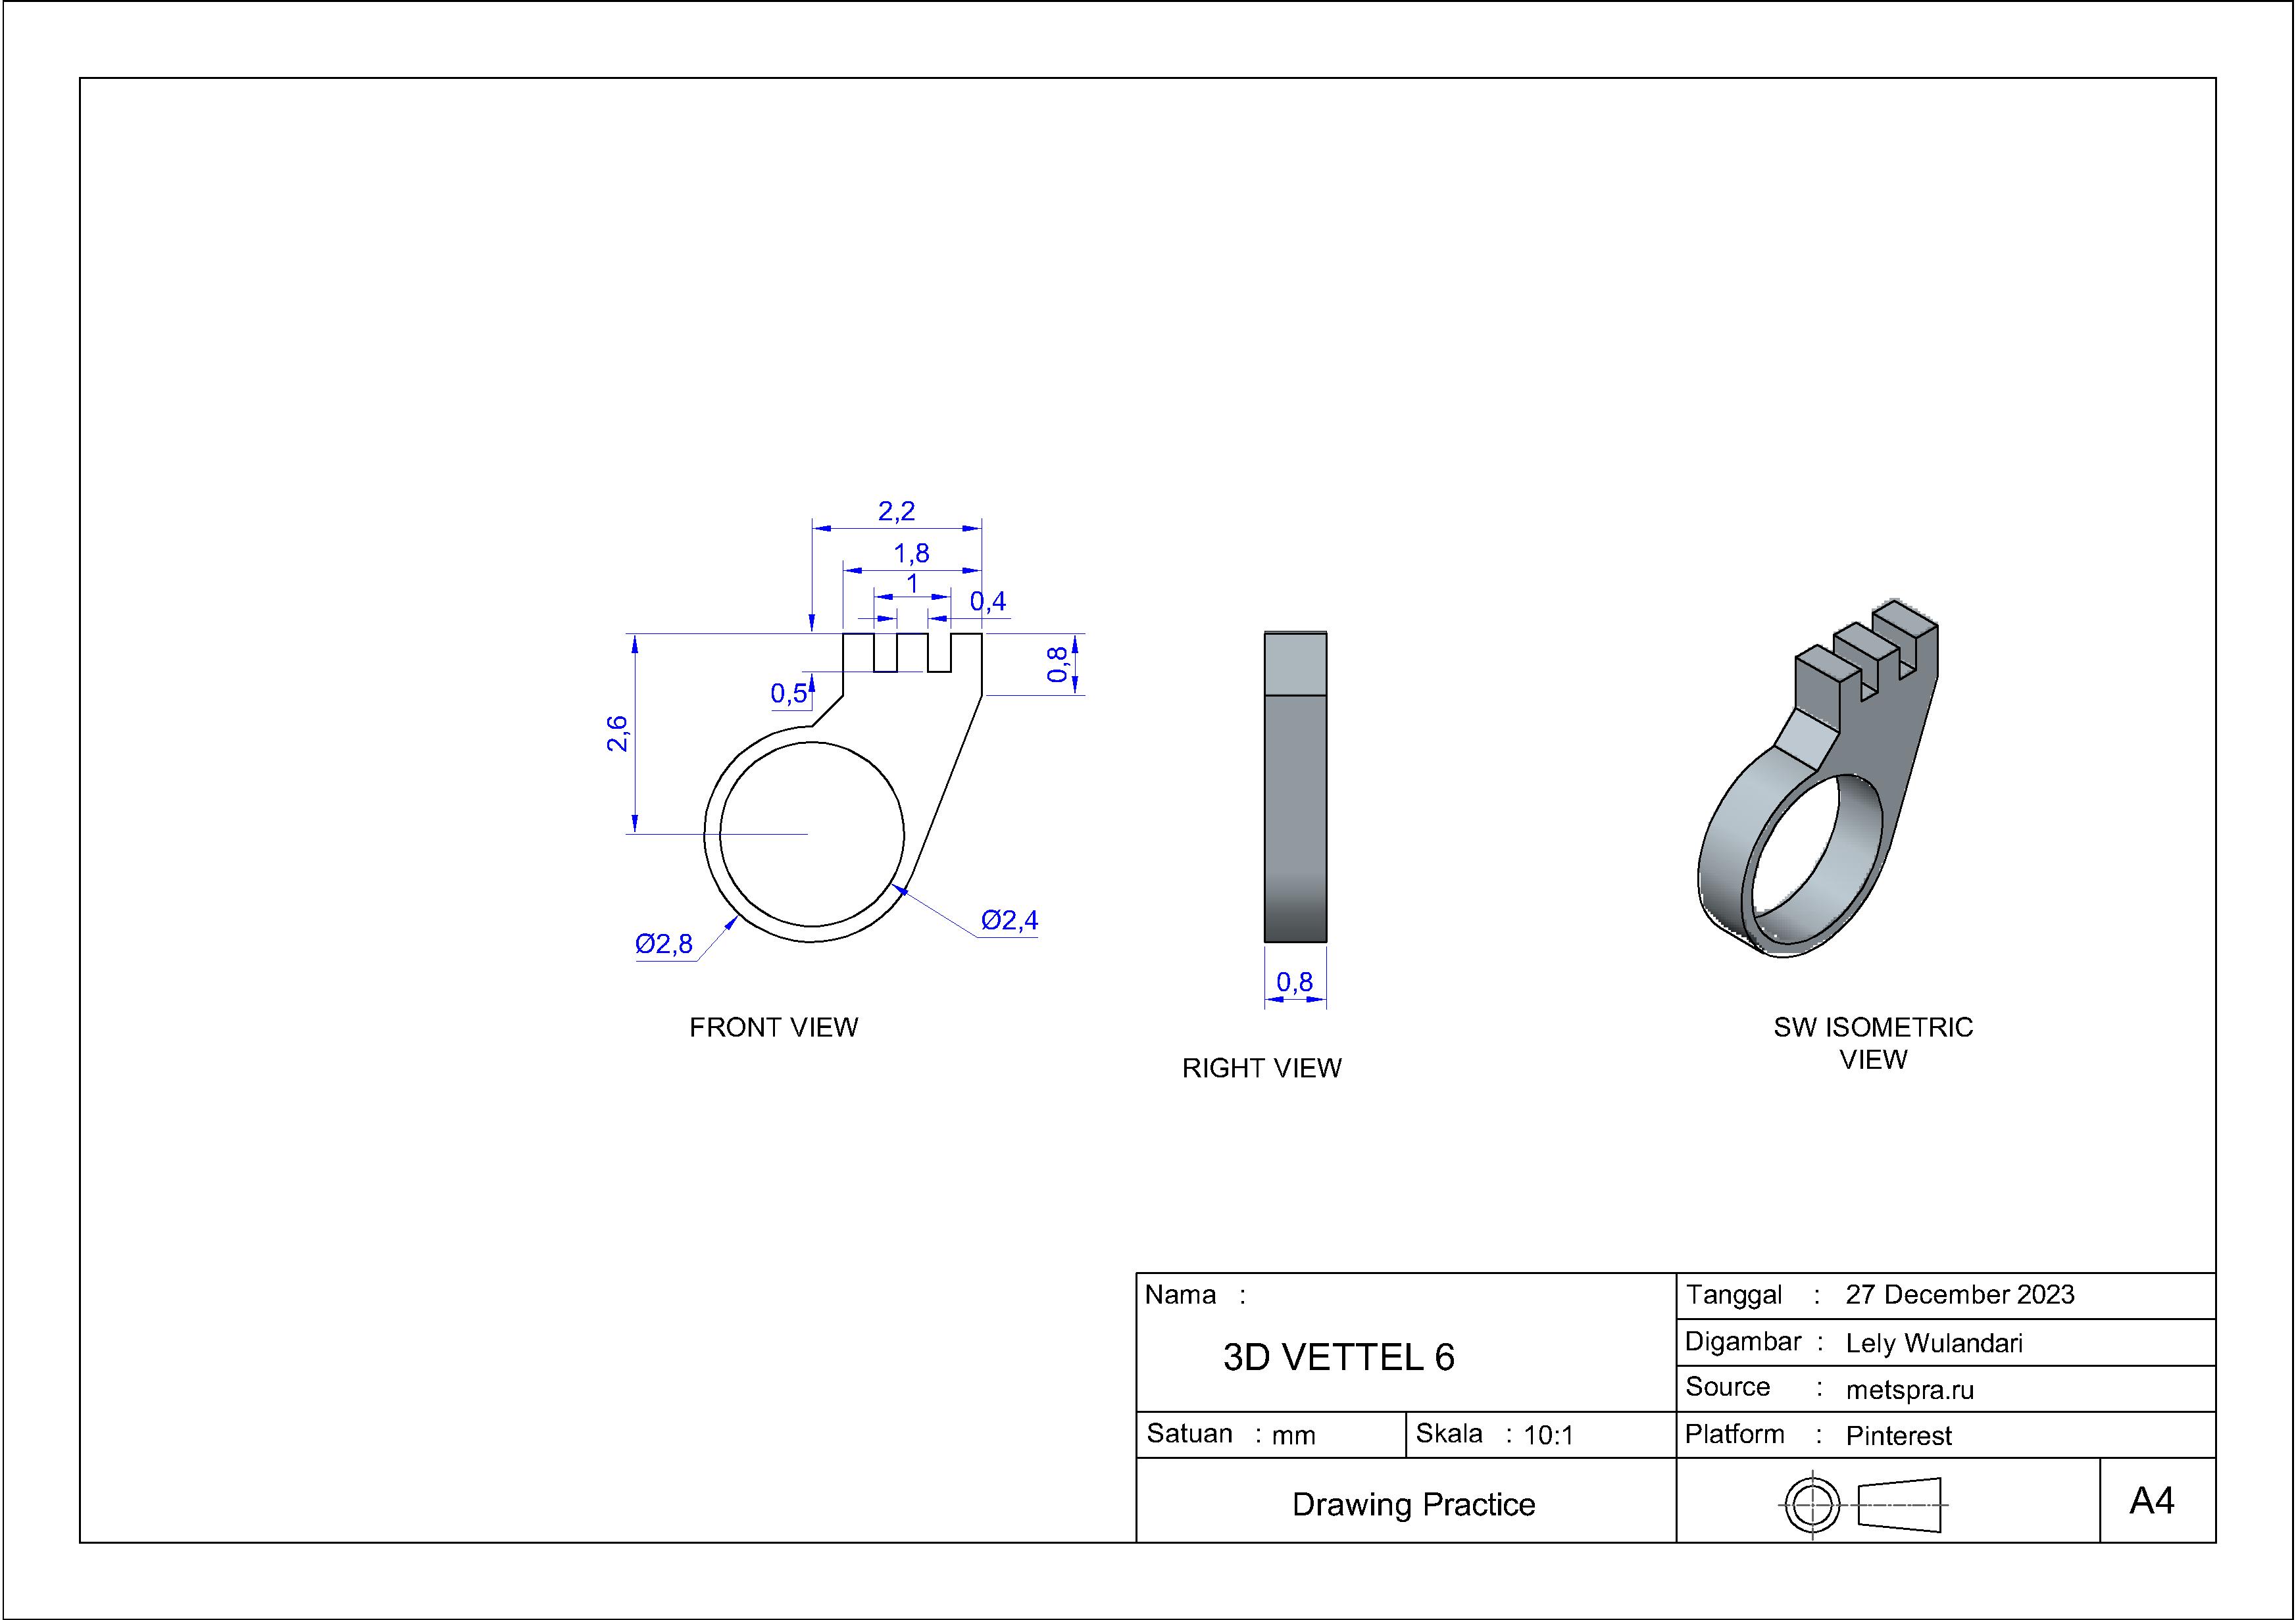 2,2
1,8
1
0,4
0,8
0,5
2,6
Ø2,4
Ø2,8
0,8
FRONT VIEW
RIGHT VIEW
SW ISOMETRIC
VIEW
Nama :
3D VETTEL 6
Tanggal : 27 December 2023
Digambar : Lely Wulandari
Source : metspra.ru
Satuan : mm
Skala : 10:1
Platform : Pinterest
Drawing Practice
A4